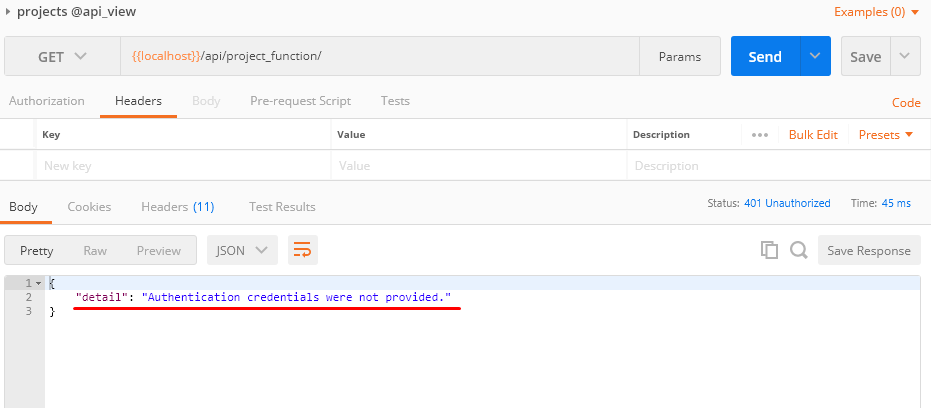 projects @api_view Examples (0)
GET {{localhost}}/api/project_function/ Params Send Save
Authorization Headers Body Pre-request Script Tests Code
Key Value Description Bulk Edit Presets
New key Value Description
Body Cookies Headers (11) Test Results Status: 401 Unauthorized Time: 45 ms
Pretty Raw Preview JSON Save Response
1 {
2 "detail": "Authentication credentials were not provided."
3 }